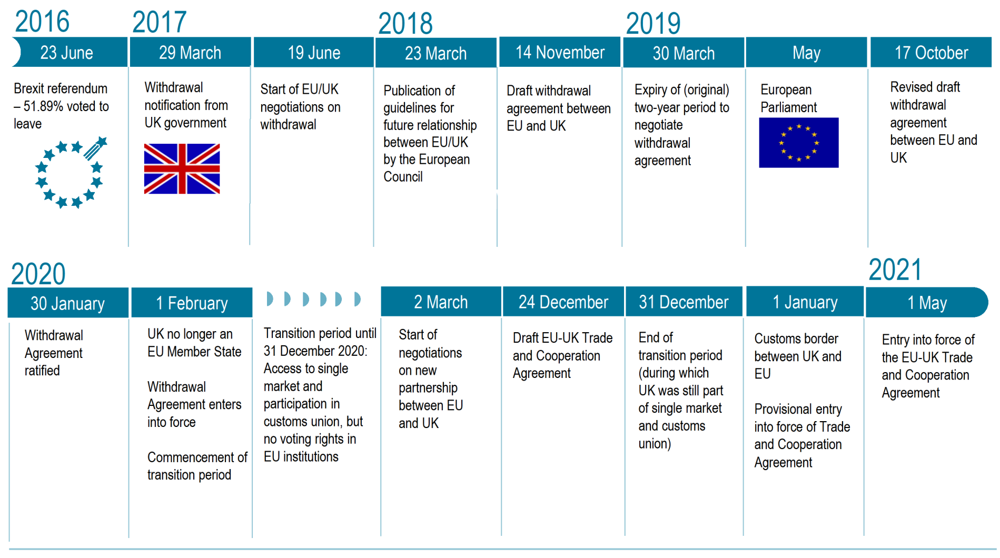 2016
23 June
Brexit referendum
– 51.89% voted to
leave
2017
29 March
Withdrawal
notification from
UK government
19 June
Start of EU/UK
negotiations on
withdrawal
2018
23 March
Publication of
guidelines for
future relationship
between EU/UK
by the European
Council
14 November
Draft withdrawal
agreement between
EU and UK
2019
30 March
Expiry of (original)
two-year period to
negotiate
withdrawal
agreement
May
European
Parliament
17 October
Revised draft
withdrawal
agreement
between EU and
UK
2020
30 January
Withdrawal
Agreement
ratified
1 February
UK no longer an
EU Member State
Withdrawal
Agreement enters
into force
Commencement of
transition period
Transition period until
31 December 2020:
Access to single
market and
participation in
customs union, but
no voting rights in
EU institutions
2 March
Start of
negotiations
on new
partnership
between EU
and UK
24 December
Draft EU-UK Trade
and Cooperation
Agreement
31 December
End of
transition period
(during which
UK was still part
of single market
and customs
union)
1 January
Customs border
between UK and
EU
Provisional entry
into force of Trade
and Cooperation
Agreement
2021
1 May
Entry into force of
the EU-UK Trade
and Cooperation
Agreement